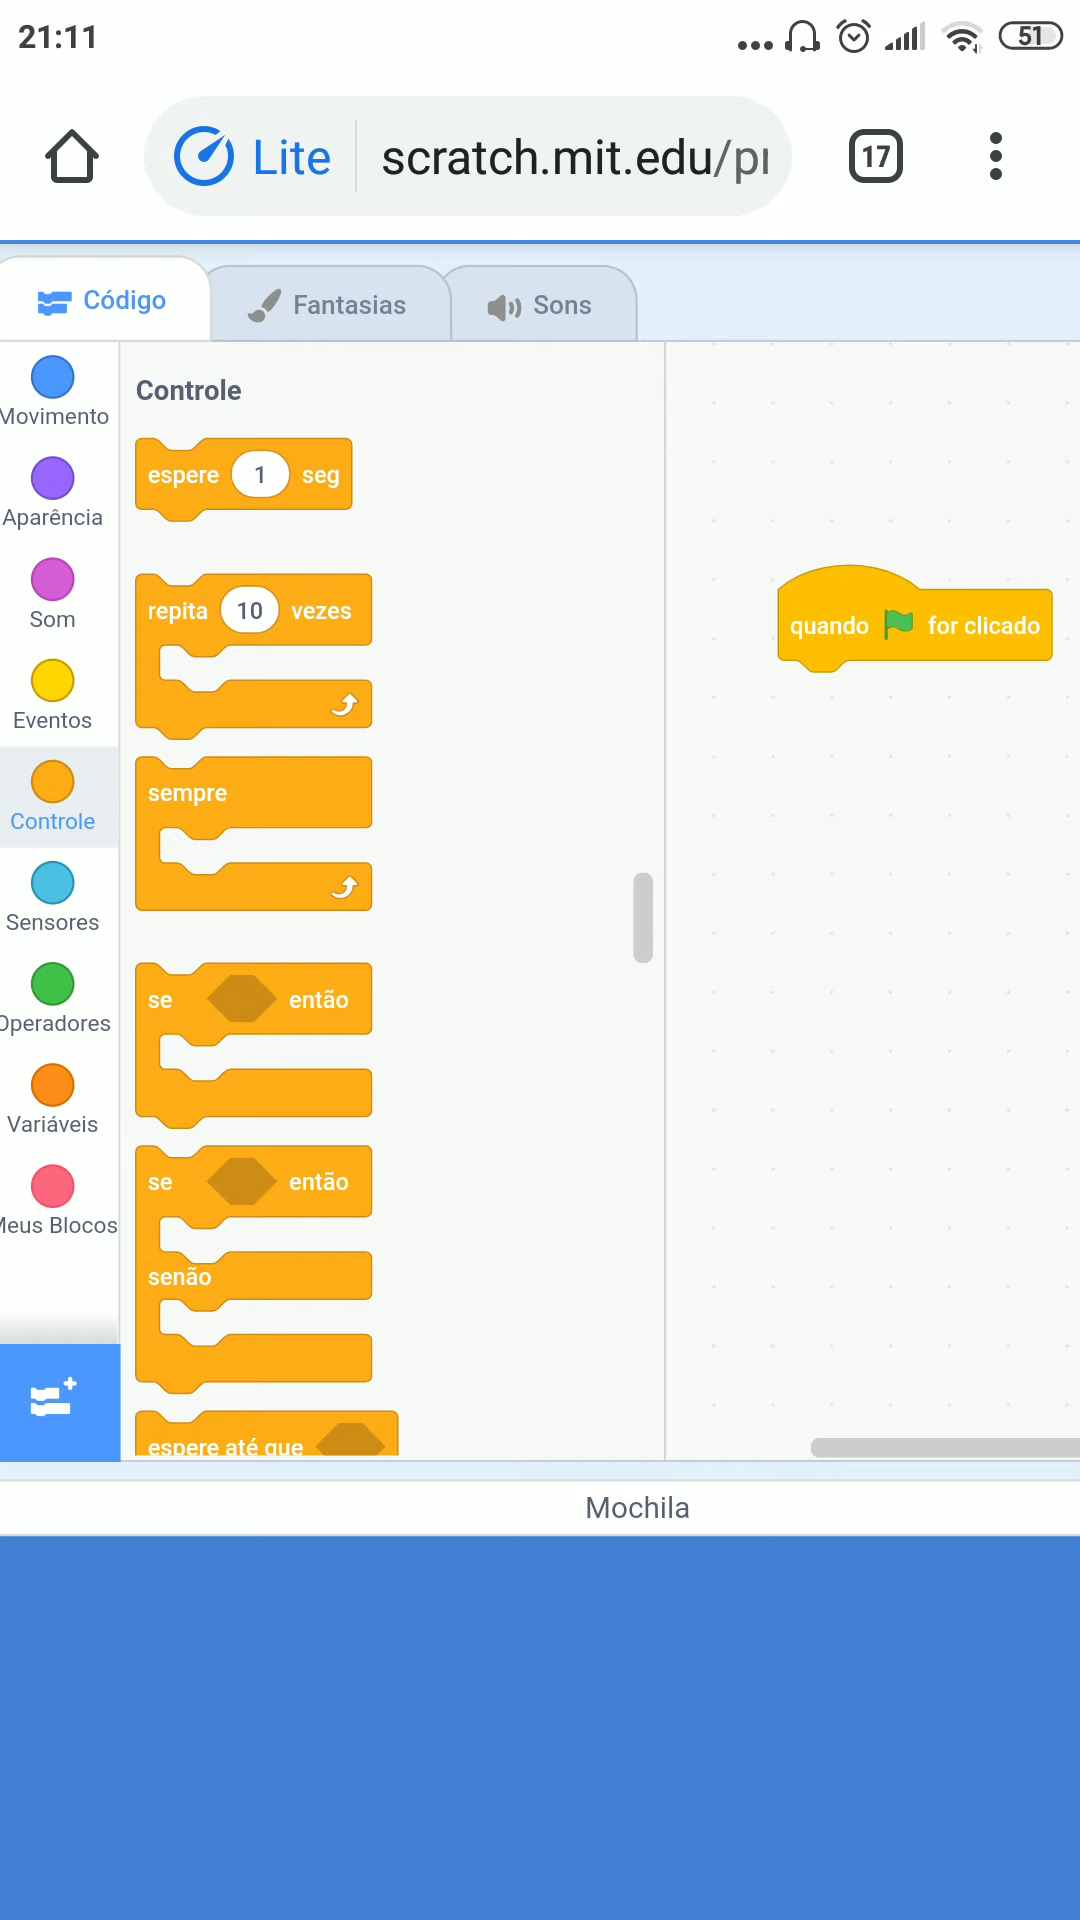 21:11
51
Lite scratch.mit.edu/pr
17
Código
Fantasias
Sons
Movimento
Aparência
Som
Eventos
Controle
Sensores
Operadores
Variáveis
Meus Blocos
Controle
espere 1 seg
repita 10 vezes
sempre
se então
se então
senão
espere até que
quando for clicado
Mochila